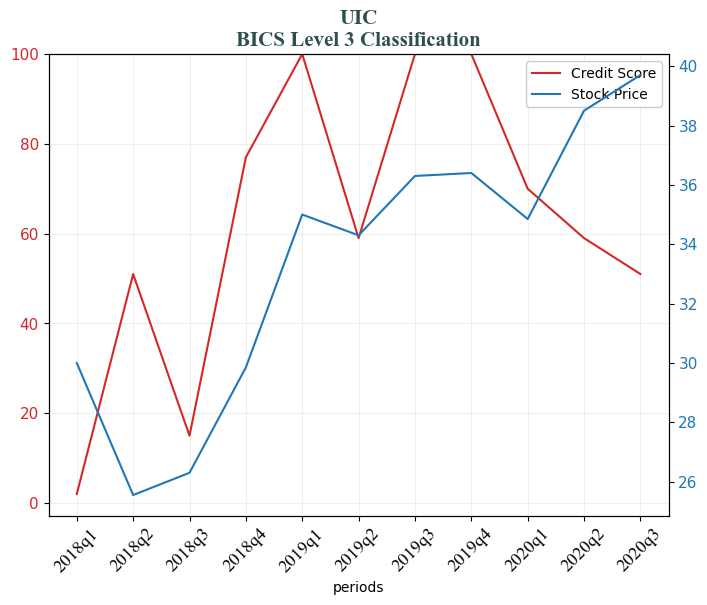 UIC
BICS Level 3 Classification
100
80
60
40
20
0
Credit Score
Stock Price
40
38
36
34
32
30
28
26
2018q1
2018q2
2018q3
2018q4
2019q1
2019q2
2019q3
2019q4
2020q1
2020q2
2020q3
periods